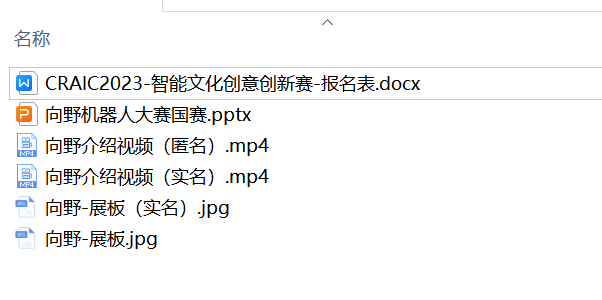 名称
CRAIC2023-智能文化创意创新赛-报名表.docx
向野机器人大赛国赛.pptx
向野介绍视频（匿名）.mp4
向野介绍视频（实名）.mp4
向野-展板（实名）.jpg
向野-展板.jpg